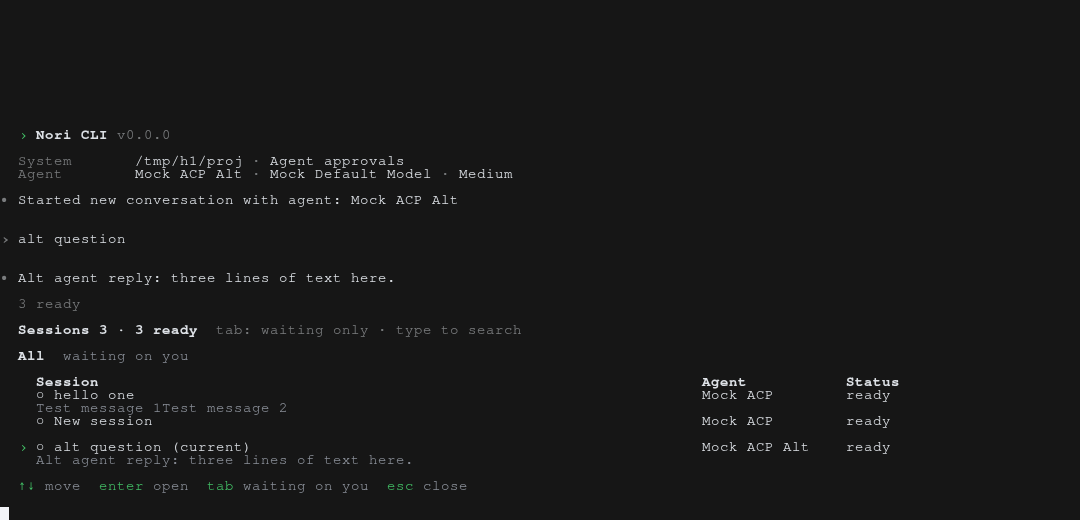 › Nori CLI v0.0.0
System /tmp/h1/proj · Agent approvals
Agent Mock ACP Alt · Mock Default Model · Medium
• Started new conversation with agent: Mock ACP Alt
› alt question
• Alt agent reply: three lines of text here.
3 ready
Sessions 3 · 3 ready tab: waiting only · type to search
All waiting on you
Session Agent Status
○ hello one Mock ACP ready
Test message 1Test message 2
○ New session Mock ACP ready
› ○ alt question (current) Mock ACP Alt ready
Alt agent reply: three lines of text here.
↑↓ move enter open tab waiting on you esc close